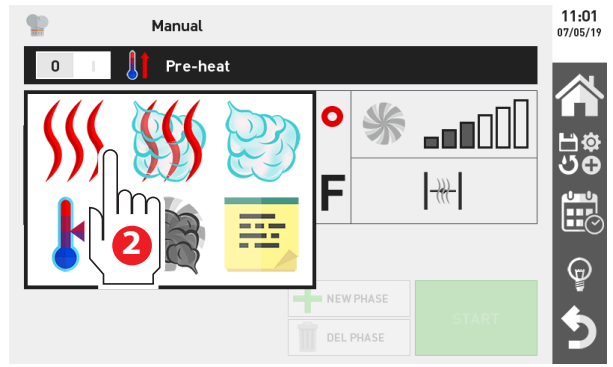 Manual
11:01
07/05/19
0 I
Pre-heat
F
2
NEW PHASE
DEL PHASE
START